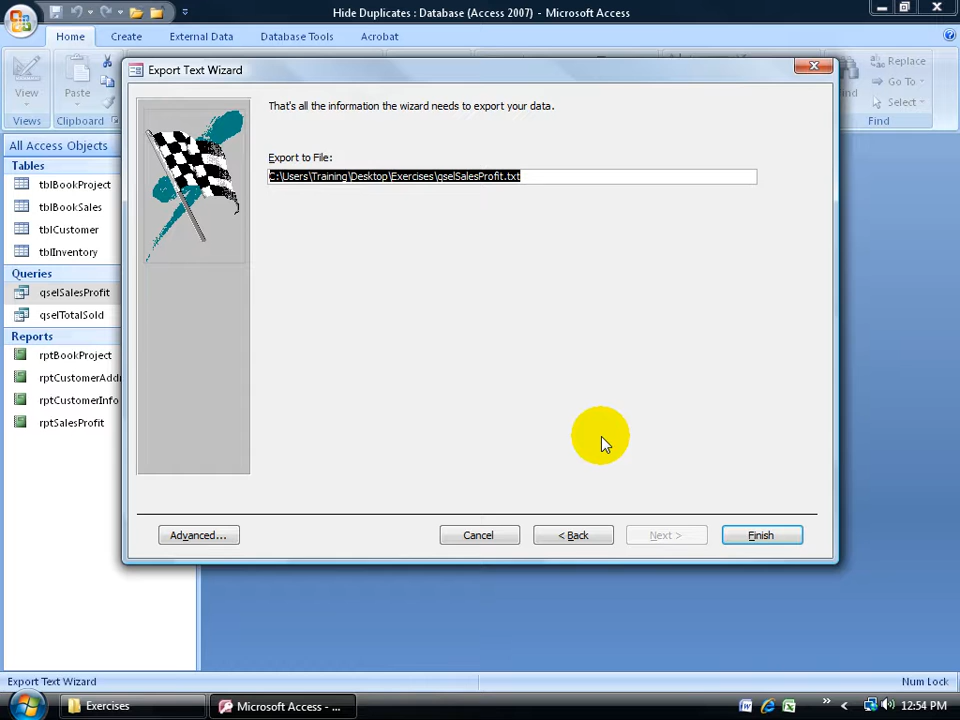 Hide Duplicates : Database (Access 2007) - Microsoft Access
Home Create External Data Database Tools Acrobat
View
Views
Paste
Clipboard
Replace
Go To
Select
Find
All Access Objects
Tables
tblBookProject
tblBookSales
tblCustomer
tblInventory
Queries
qselSalesProfit
qselTotalSold
Reports
rptBookProject
rptCustomerAdd
rptCustomerInfo
rptSalesProfit
Export Text Wizard
That's all the information the wizard needs to export your data.
Export to File:
C:\Users\Training\Desktop\Exercises\qselSalesProfit.txt
Advanced... Cancel < Back Next > Finish
Export Text Wizard
Num Lock
Exercises
Microsoft Access - ...
12:54 PM